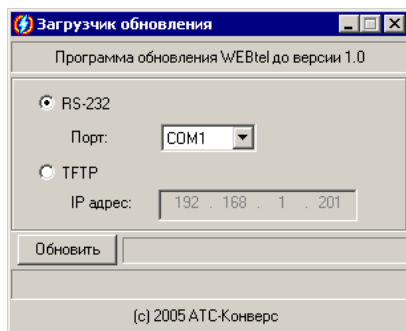 Загрузчик обновления
Программа обновления WEBtel до версии 1.0
RS-232
Порт: COM1
TFTP
IP адрес: 192 . 168 . 1 . 201
Обновить
(c) 2005 АТС-Конверс